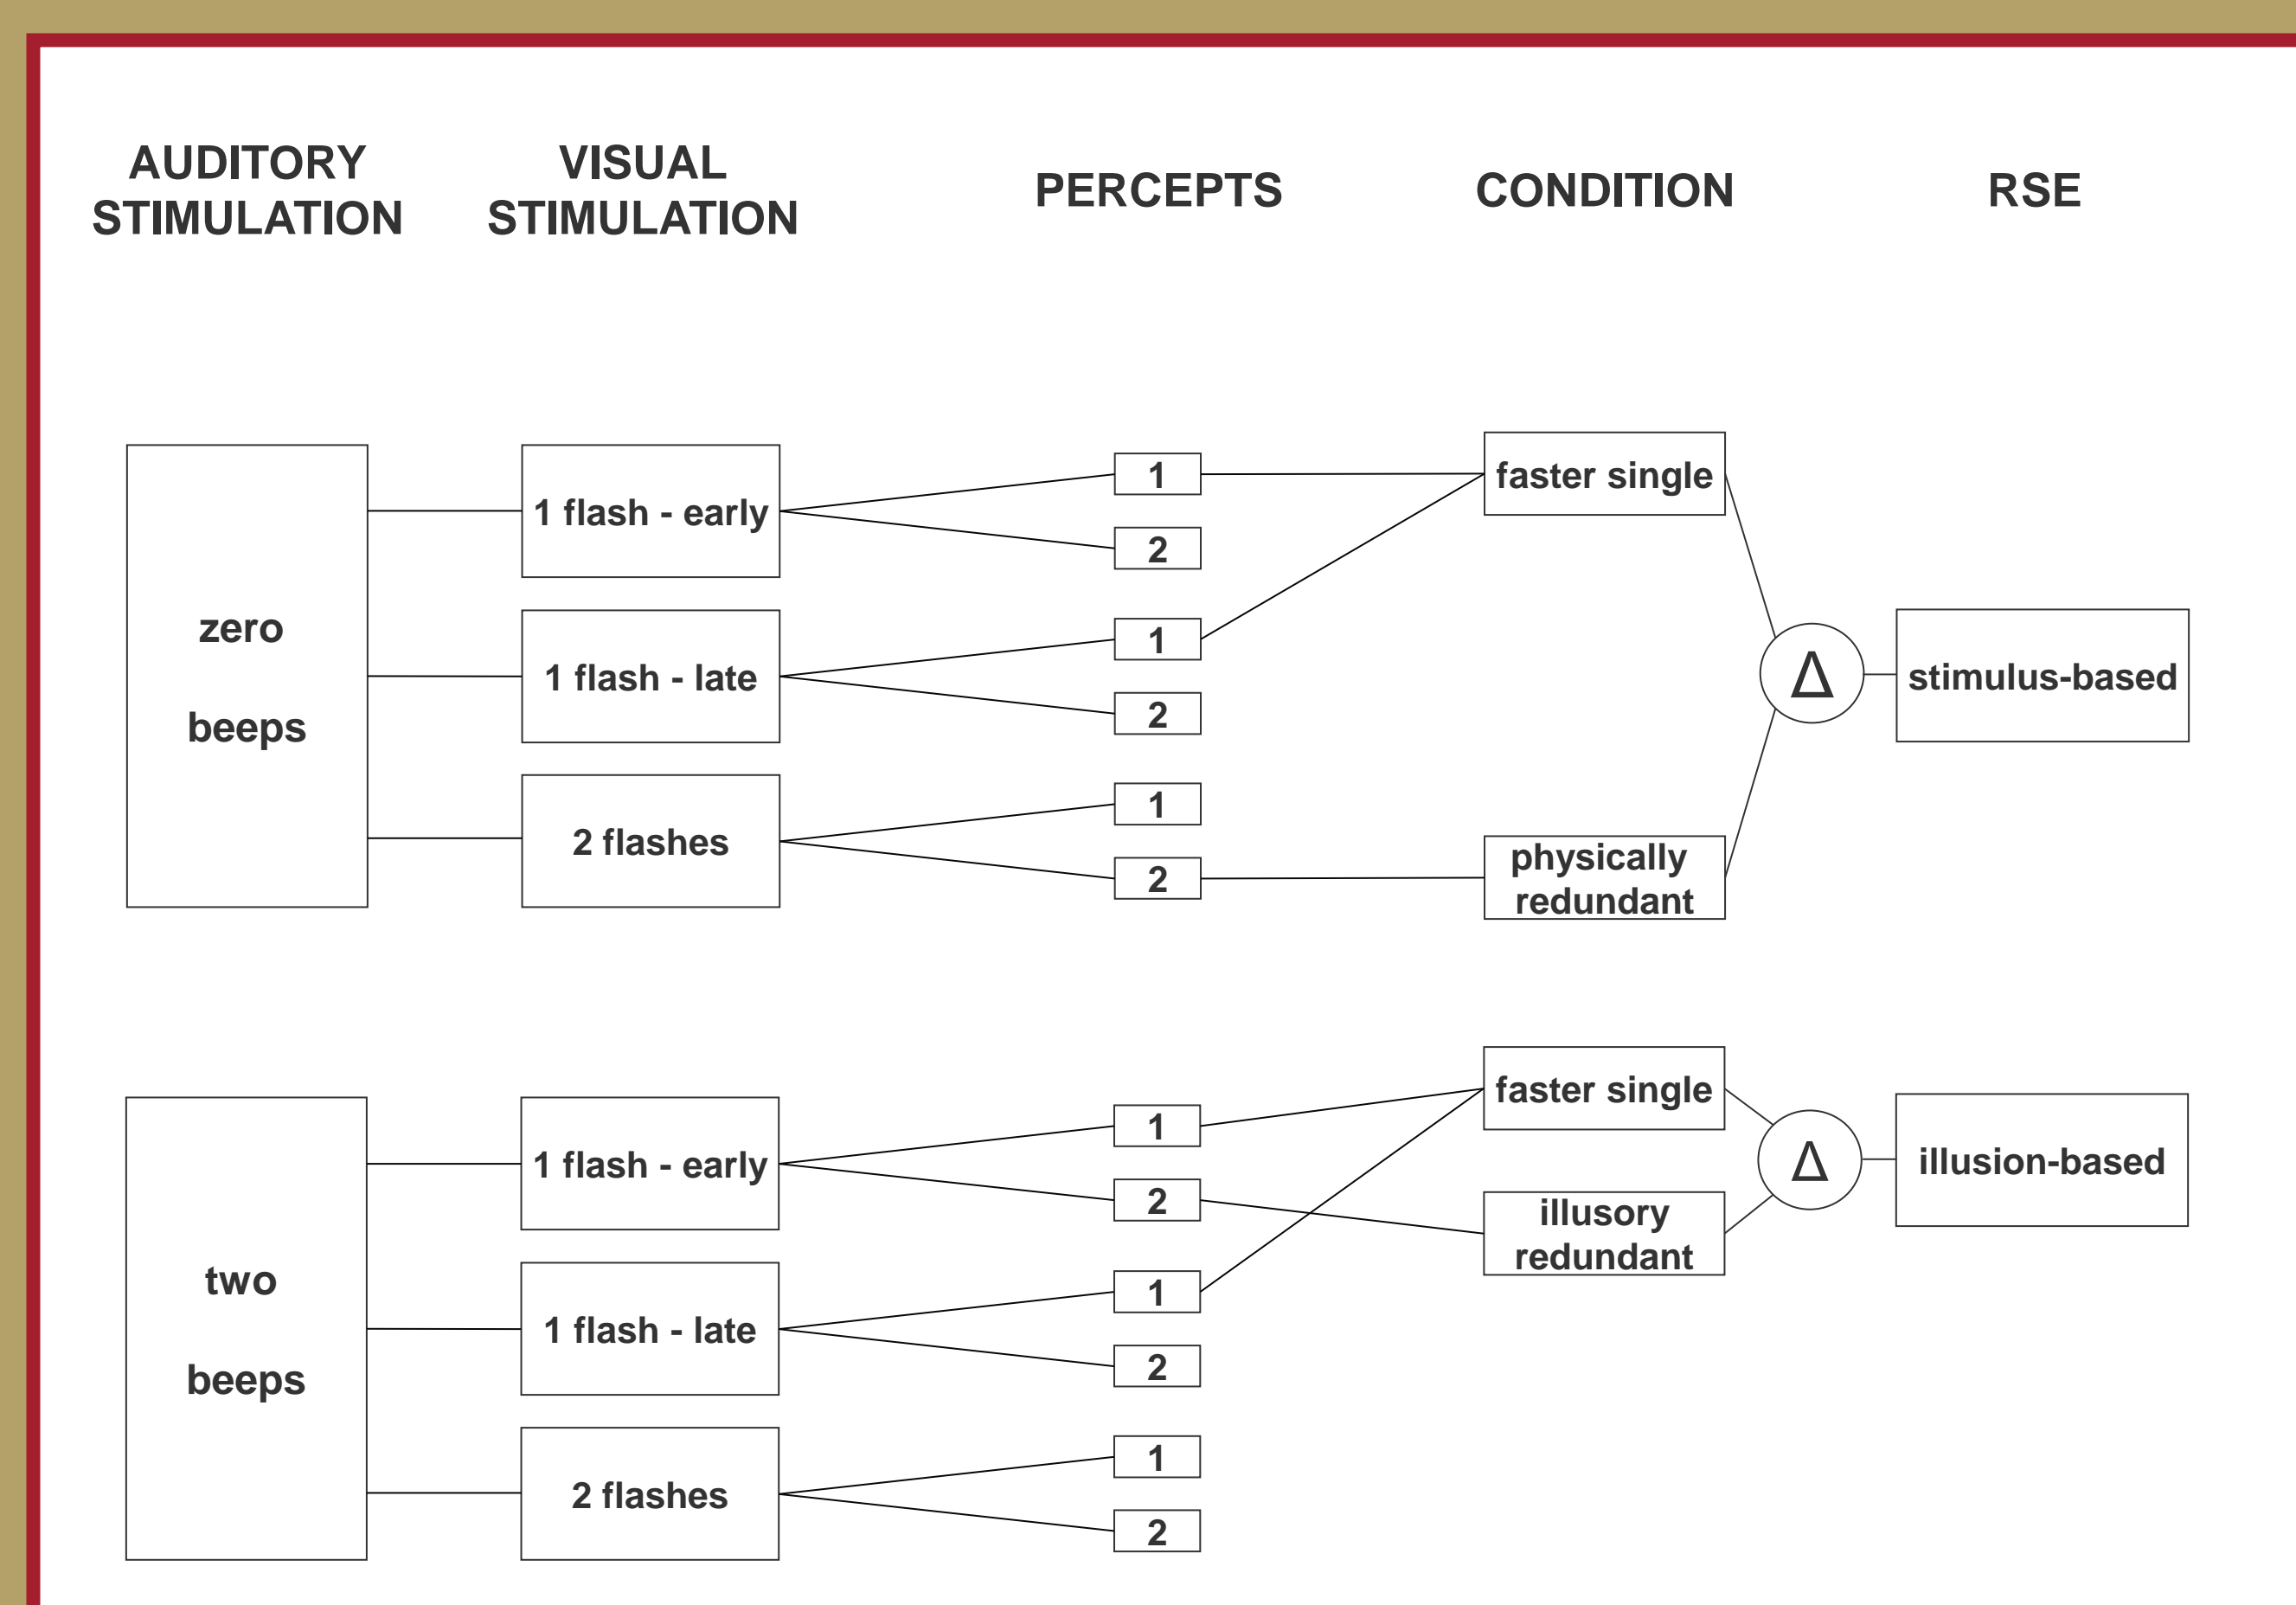 AUDITORY
STIMULATION
VISUAL
STIMULATION
PERCEPTS
CONDITION
RSE
zero
beeps
1 flash - early
1 flash - late
2 flashes
1
2
1
2
1
2
faster single
physically
redundant
Δ
stimulus-based
two
beeps
1 flash - early
1 flash - late
2 flashes
1
2
1
2
1
2
faster single
illusory
redundant
Δ
illusion-based